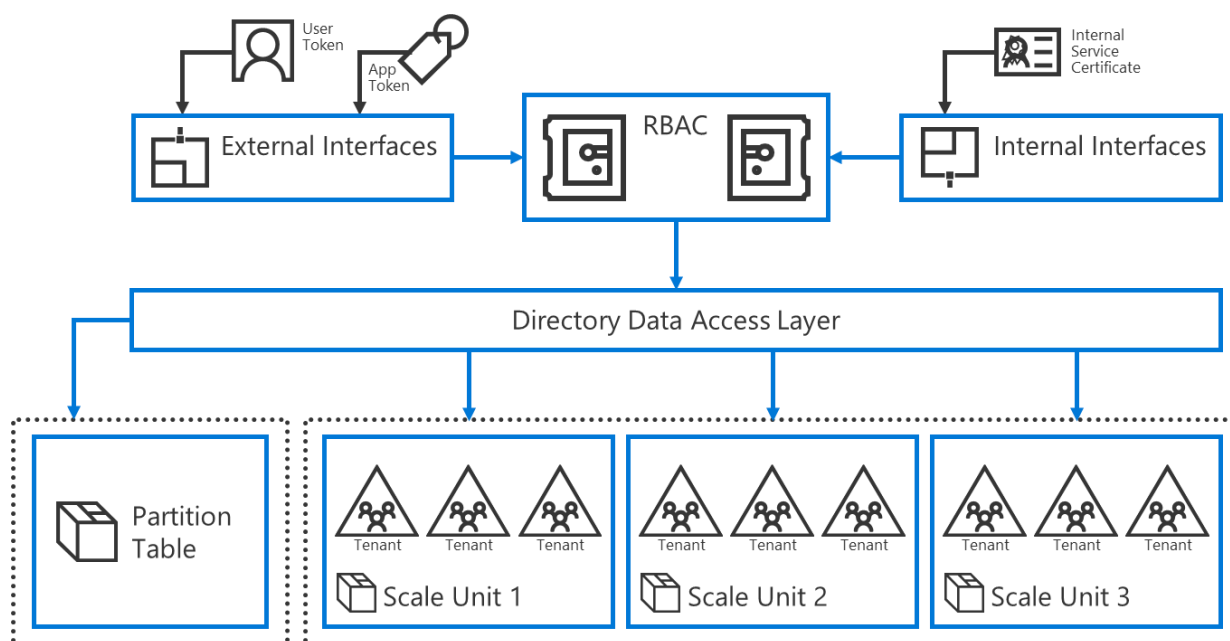 User
Token
App
Token
Internal
Service
Certificate
External Interfaces
RBAC
Internal Interfaces
Directory Data Access Layer
Partition
Table
Tenant
Tenant
Tenant
Scale Unit 1
Tenant
Tenant
Tenant
Scale Unit 2
Tenant
Tenant
Tenant
Scale Unit 3